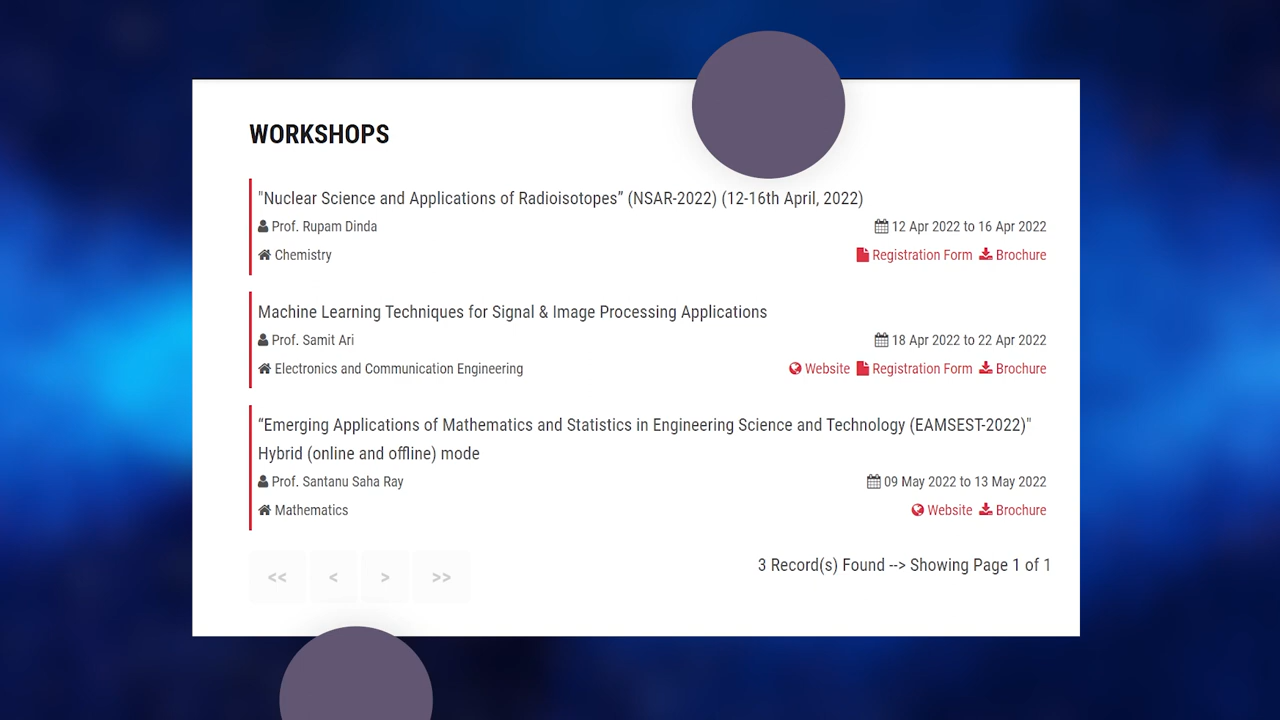 WORKSHOPS
"Nuclear Science and Applications of Radioisotopes” (NSAR-2022) (12-16th April, 2022)
Prof. Rupam Dinda 12 Apr 2022 to 16 Apr 2022
Chemistry Registration Form Brochure
Machine Learning Techniques for Signal & Image Processing Applications
Prof. Samit Ari 18 Apr 2022 to 22 Apr 2022
Electronics and Communication Engineering Website Registration Form Brochure
“Emerging Applications of Mathematics and Statistics in Engineering Science and Technology (EAMSEST-2022)"
Hybrid (online and offline) mode
Prof. Santanu Saha Ray 09 May 2022 to 13 May 2022
Mathematics Website Brochure
<< < > >> 3 Record(s) Found --> Showing Page 1 of 1